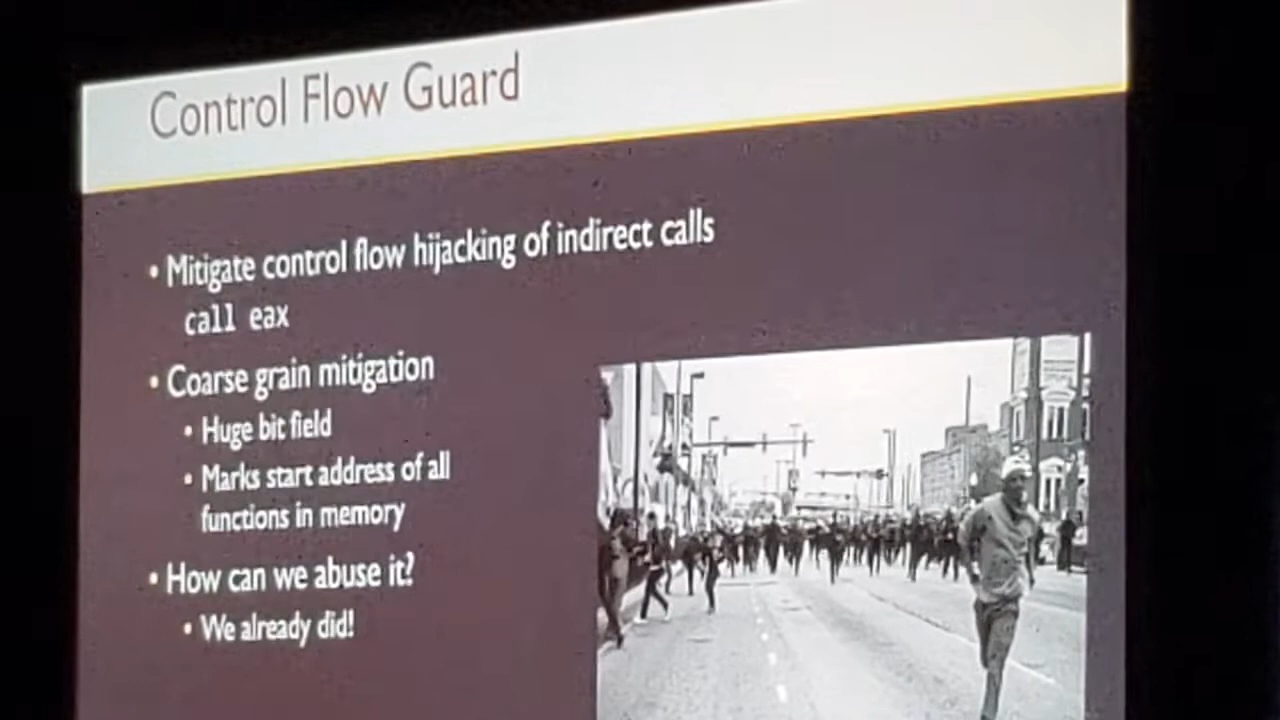 Control Flow Guard
• Mitigate control flow hijacking of indirect calls
call eax
• Coarse grain mitigation
• Huge bit field
• Marks start address of all
functions in memory
• How can we abuse it?
• We already did!